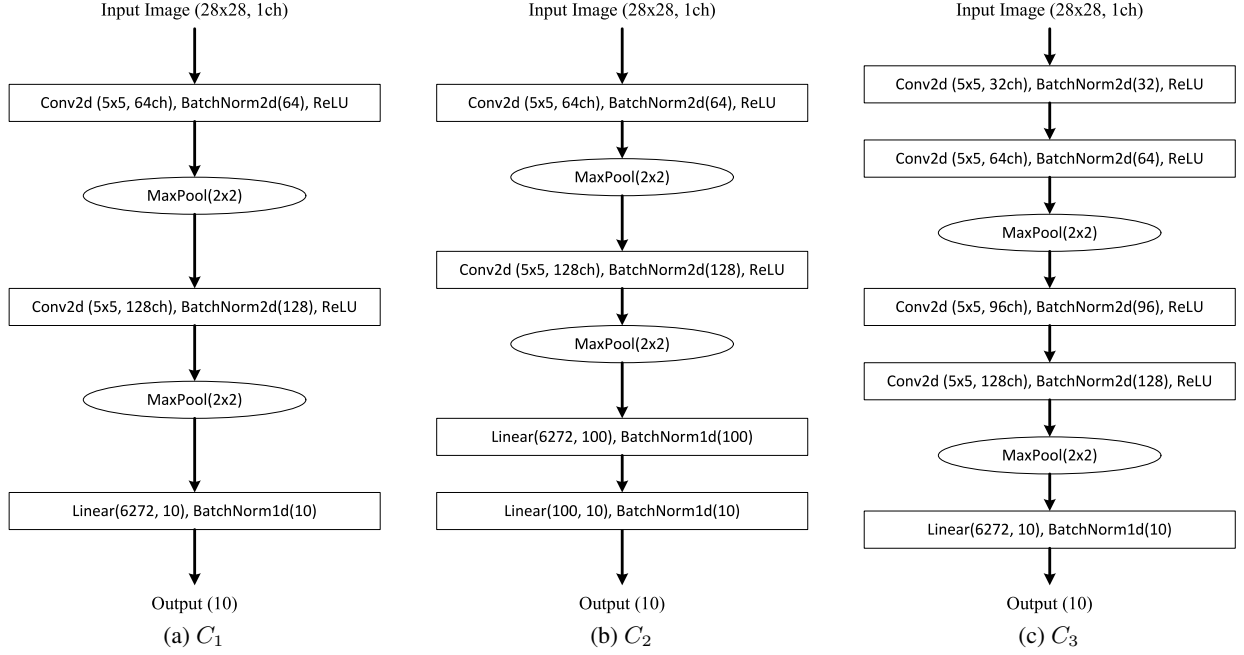 Input Image (28x28, 1ch)
Conv2d (5x5, 64ch), BatchNorm2d(64), ReLU
MaxPool(2x2)
Conv2d (5x5, 128ch), BatchNorm2d(128), ReLU
MaxPool(2x2)
Linear(6272, 10), BatchNorm1d(10)
Output (10)
(a) C1
Input Image (28x28, 1ch)
Conv2d (5x5, 64ch), BatchNorm2d(64), ReLU
MaxPool(2x2)
Conv2d (5x5, 128ch), BatchNorm2d(128), ReLU
MaxPool(2x2)
Linear(6272, 100), BatchNorm1d(100)
Linear(100, 10), BatchNorm1d(10)
Output (10)
(b) C2
Input Image (28x28, 1ch)
Conv2d (5x5, 32ch), BatchNorm2d(32), ReLU
Conv2d (5x5, 64ch), BatchNorm2d(64), ReLU
MaxPool(2x2)
Conv2d (5x5, 96ch), BatchNorm2d(96), ReLU
Conv2d (5x5, 128ch), BatchNorm2d(128), ReLU
MaxPool(2x2)
Linear(6272, 10), BatchNorm1d(10)
Output (10)
(c) C3